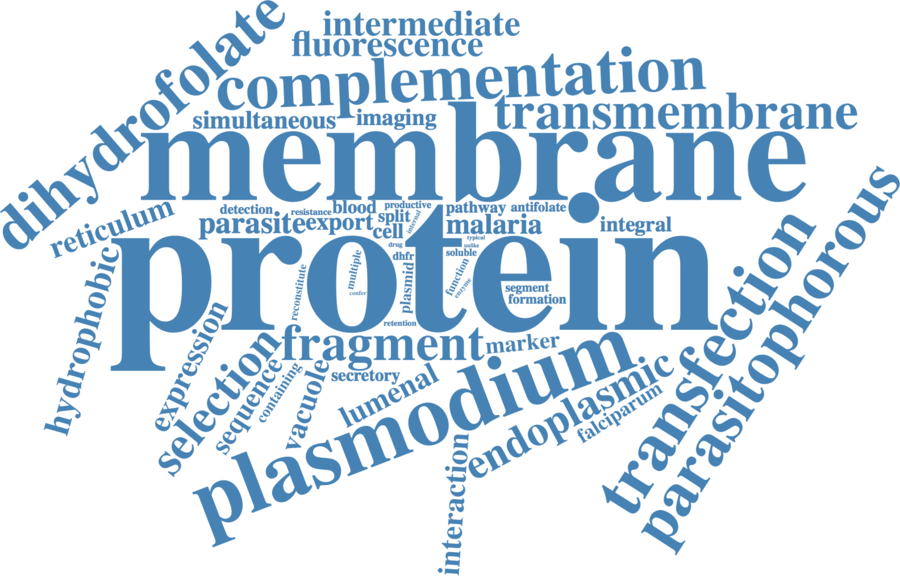 intermediate
fluorescence
dihydrofolate
complementation
simultaneous
imaging
transmembrane
membrane
reticulum
detection
resistance
blood
productive
pathway
antifolate
parasite
export
split
internal
cell
malaria
integral
protein
drug
typical
unlike
dhfr
soluble
multiple
confer
plasmid
function
enzyme
segment
formation
reconstitute
retention
hydrophobic
expression
selection
fragment
marker
sequence
containing
vacuole
secretory
lumenal
plasmodium
endoplasmic
falciparum
transfection
parasitophorous
interaction